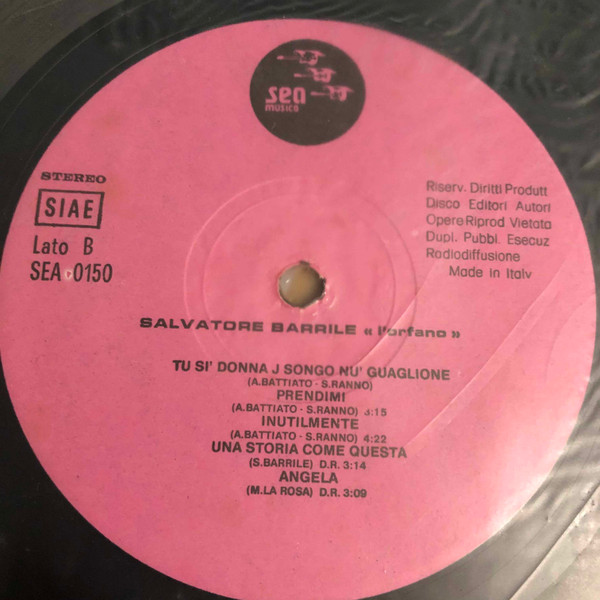 sea
MUSICA
STEREO
SIAE
Lato B
SEA 0150
Riserv. Diritti Produtt
Disco Editori Autori
Opere Riprod Vietato
Dupl. Pubbl. Esecuz
Radiodiffusione
Made in Italy
SALVATORE BARRILE « l'orfano »
TU SI' DONNA J SONGO NU' GUAGLIONE
(A.BATTIATO - S.RANNO)
PRENDIMI
(A.BATTIATO - S.RANNO) 3:15
INUTILMENTE
(A.BATTIATO - S.RANNO) 4:22
UNA STORIA COME QUESTA
(S.BARRILE) D.R. 3:14
ANGELA
(M.LA ROSA) D.R. 3:09